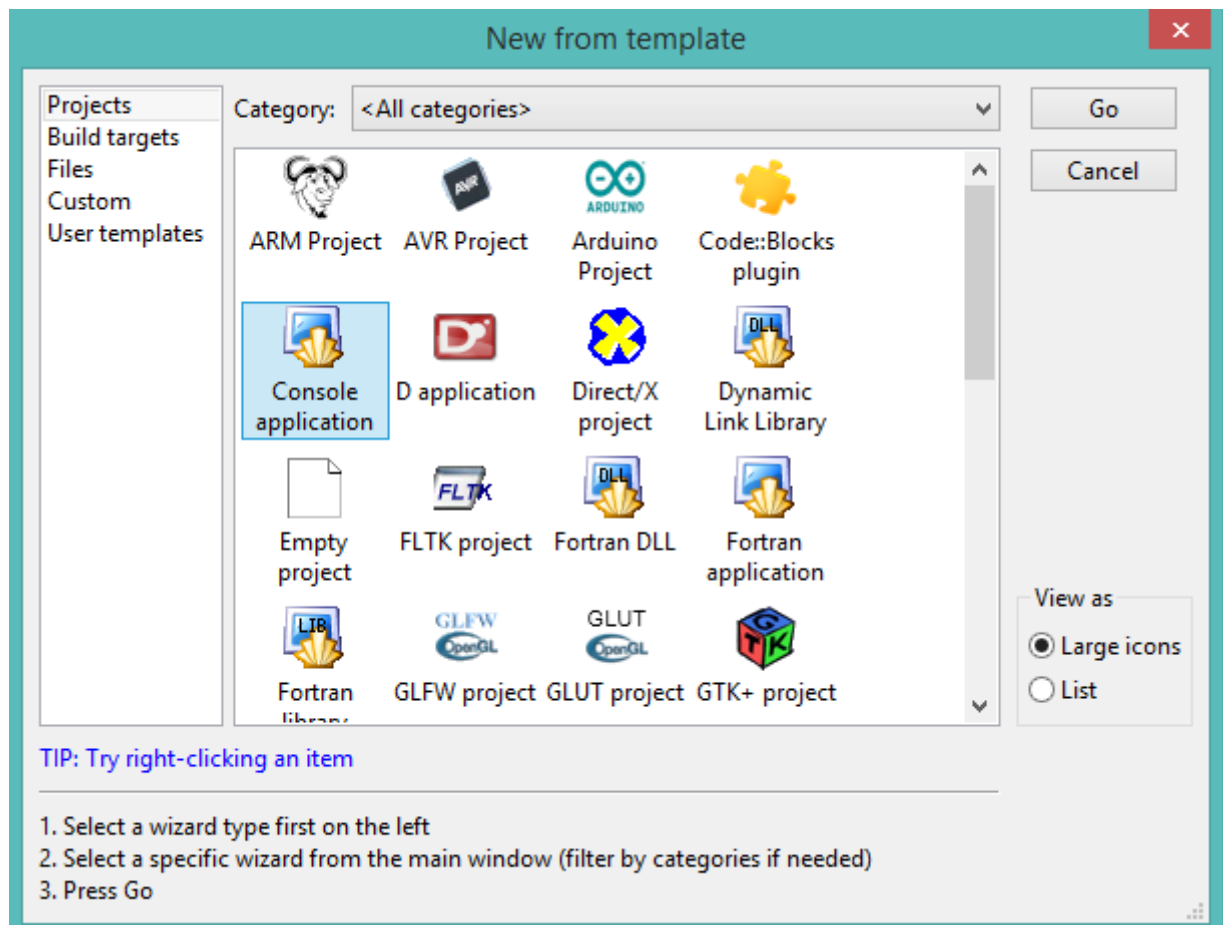 New from template
Projects
Build targets
Files
Custom
User templates
Category: <All categories>
Go
Cancel
AVR
ARDUINO
ARM Project AVR Project Arduino Project Code::Blocks plugin
DLL
D
Console application D application Direct/X project Dynamic Link Library
FLTK
DLL
Empty project FLTK project Fortran DLL Fortran application
LIB
GLFW
OpenGL
GLUT
OpenGL
GTK
Fortran library GLFW project GLUT project GTK+ project
View as
Large icons
List
TIP: Try right-clicking an item
1. Select a wizard type first on the left
2. Select a specific wizard from the main window (filter by categories if needed)
3. Press Go